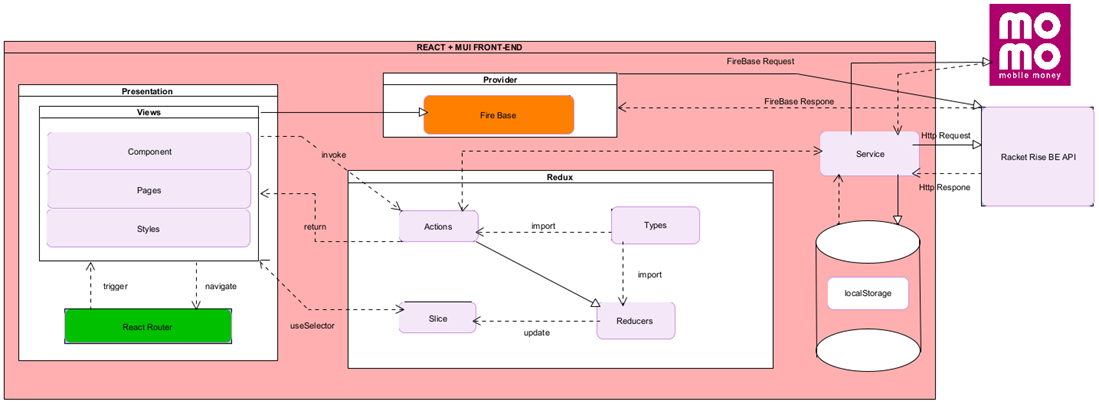 mo
mo
mobile money
REACT + MUI FRONT-END
FireBase Request
Provider
Presentation
FireBase Respone
Views
Fire Base
Http Request
Component
invoke
Service
Racket Rise BE API
Redux
Pages
Http Respone
Actions
import
Types
Styles
return
import
trigger
navigate
localStorage
Slice
Reducers
React Router
useSelector
update